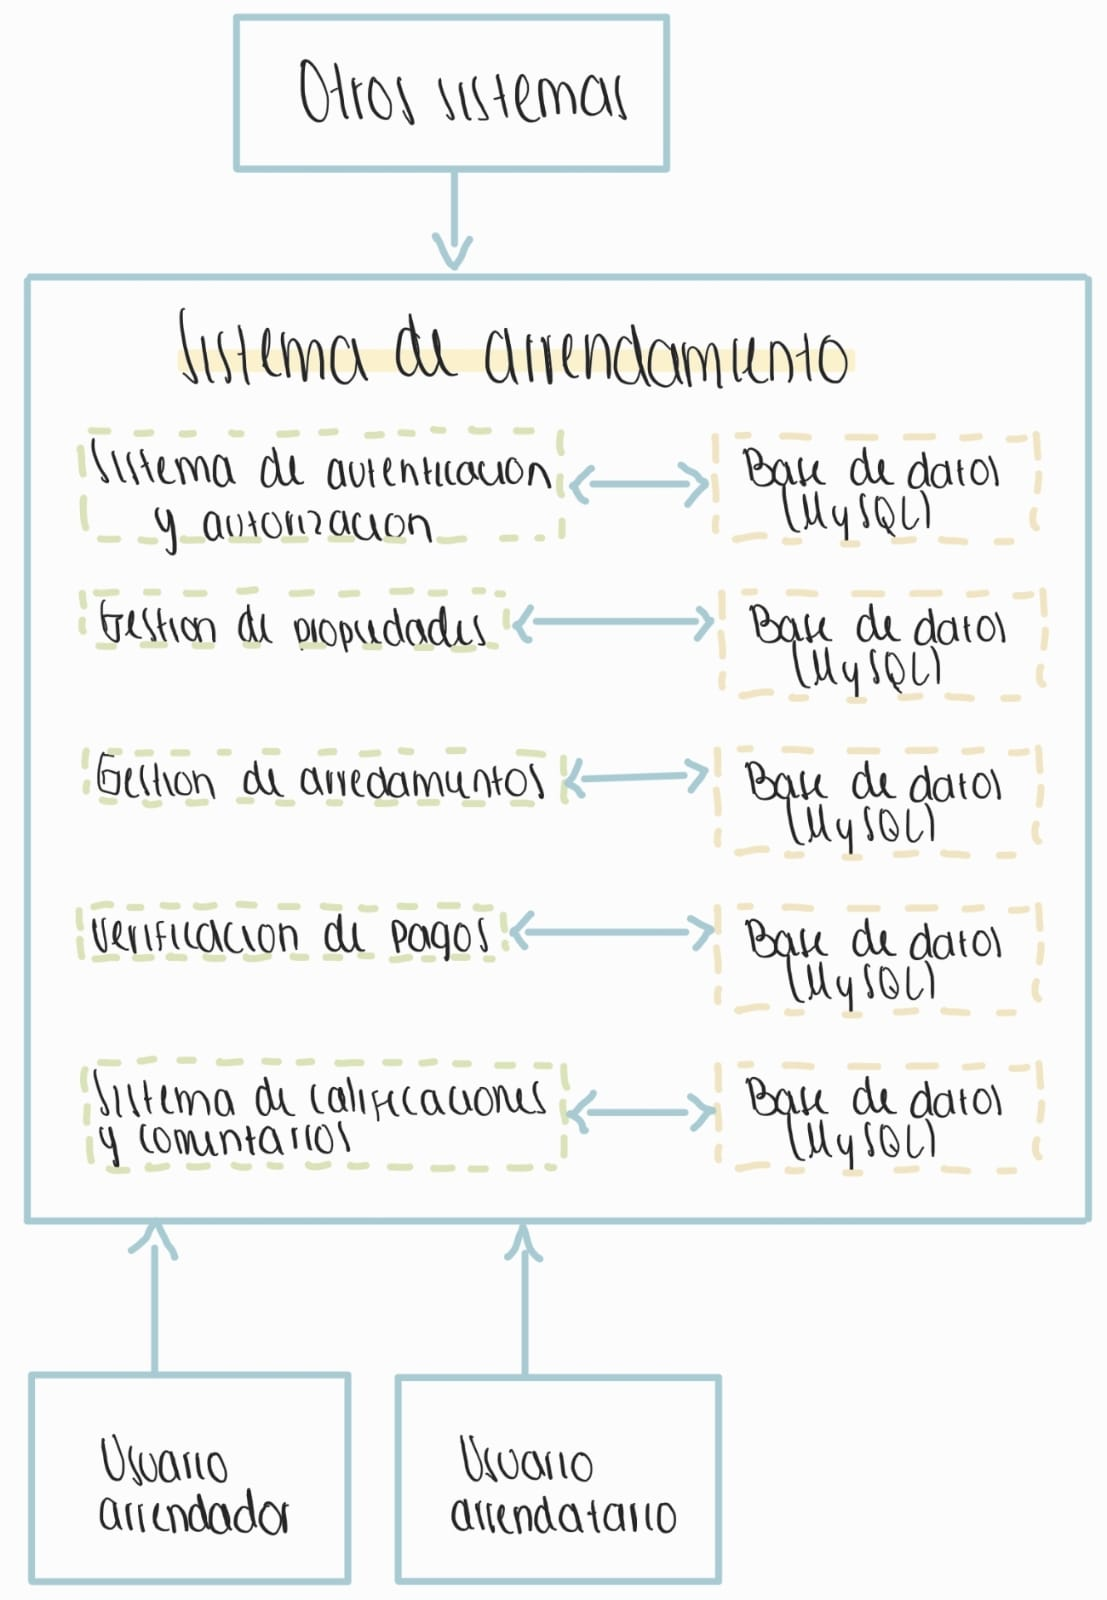 Otros sistemas
Sistema de arrendamiento
Sistema de autenticacion
y autorizacion
Base de datos
(MySQL)
Gestion de propiedades
Base de datos
(MySQL)
Gestion de arredamientos
Base de datos
(MySQL)
Verificacion de pagos
Base de datos
(MySQL)
Sistema de calificaciones
y comentarios
Base de datos
(MySQL)
Usuario
arrendador
Usuario
arrendatario